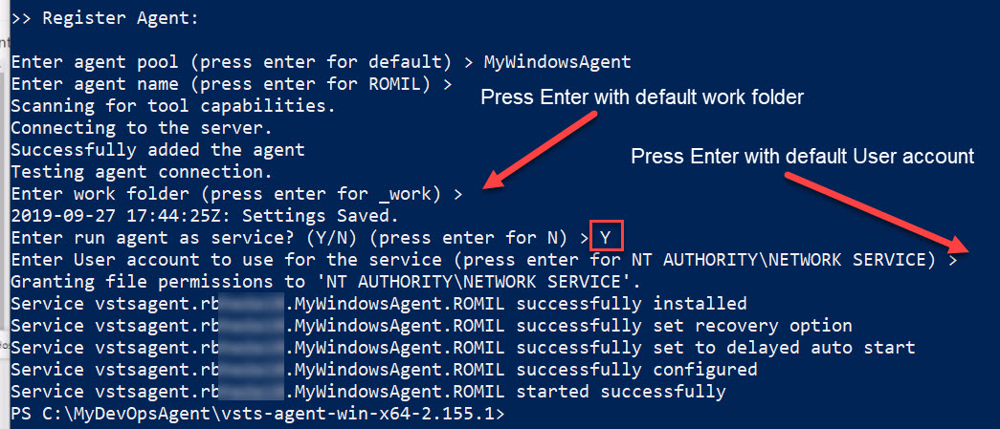 >> Register Agent:
Enter agent pool (press enter for default) > MyWindowsAgent
Enter agent name (press enter for ROMIL) >
Press Enter with default work folder
Scanning for tool capabilities.
Connecting to the server.
Successfully added the agent
Press Enter with default User account
Testing agent connection.
Enter work folder (press enter for _work) >
2019-09-27 17:44:25Z: Settings Saved.
Enter run agent as service? (Y/N) (press enter for N) > Y
Enter User account to use for the service (press enter for NT AUTHORITY\NETWORK SERVICE) >
Granting file permissions to 'NT AUTHORITY\NETWORK SERVICE'.
Service vstsagent.rb .MyWindowsAgent.ROMIL successfully installed
Service vstsagent.rb .MyWindowsAgent.ROMIL successfully set recovery option
Service vstsagent.rb .MyWindowsAgent.ROMIL successfully set to delayed auto start
Service vstsagent.rb .MyWindowsAgent.ROMIL successfully configured
Service vstsagent.rb .MyWindowsAgent.ROMIL started successfully
PS C:\MyDevOpsAgent\vsts-agent-win-x64-2.155.1>